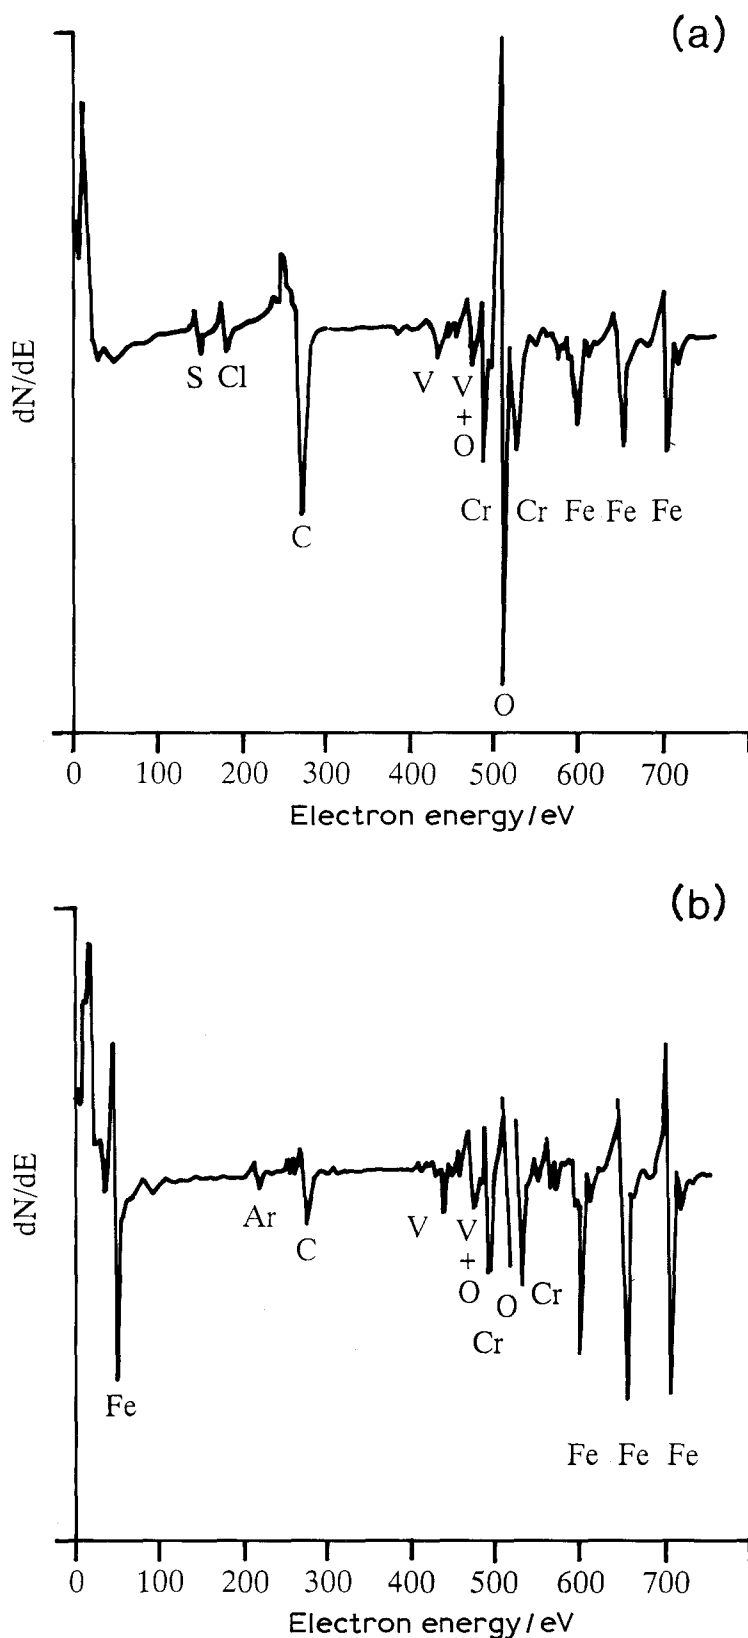 (a)
dN/dE
S Cl
C
V
V
+
O
Cr Cr Fe Fe Fe
O
0 100 200 300 400 500 600 700
Electron energy/eV
(b)
dN/dE
Ar
C
V
V
+
O
O
Cr
Cr
Fe
Fe Fe Fe
0 100 200 300 400 500 600 700
Electron energy/eV